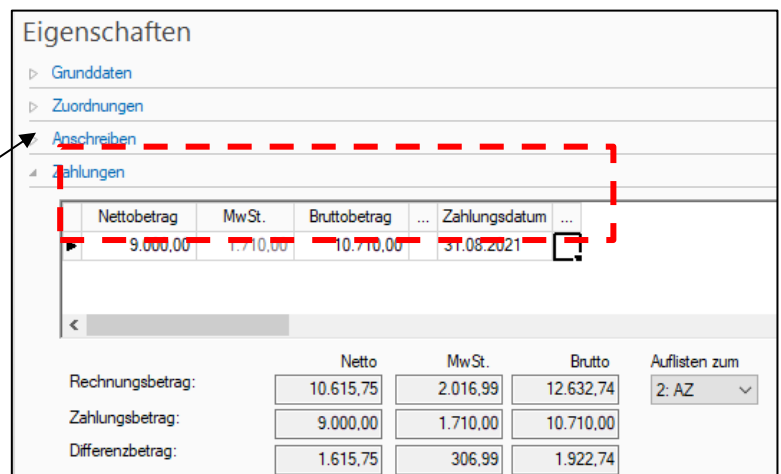 Eigenschaften
Grunddaten
Zuordnungen
Anschreiben
Zahlungen
Nettobetrag MwSt. Bruttobetrag ... Zahlungsdatum ...
9.000,00 1.710,00 10.710,00 31.08.2021
Netto MwSt. Brutto Auflisten zum
Rechnungsbetrag: 10.615,75 2.016,99 12.632,74 2: AZ
Zahlungsbetrag: 9.000,00 1.710,00 10.710,00
Differenzbetrag: 1.615,75 306,99 1.922,74